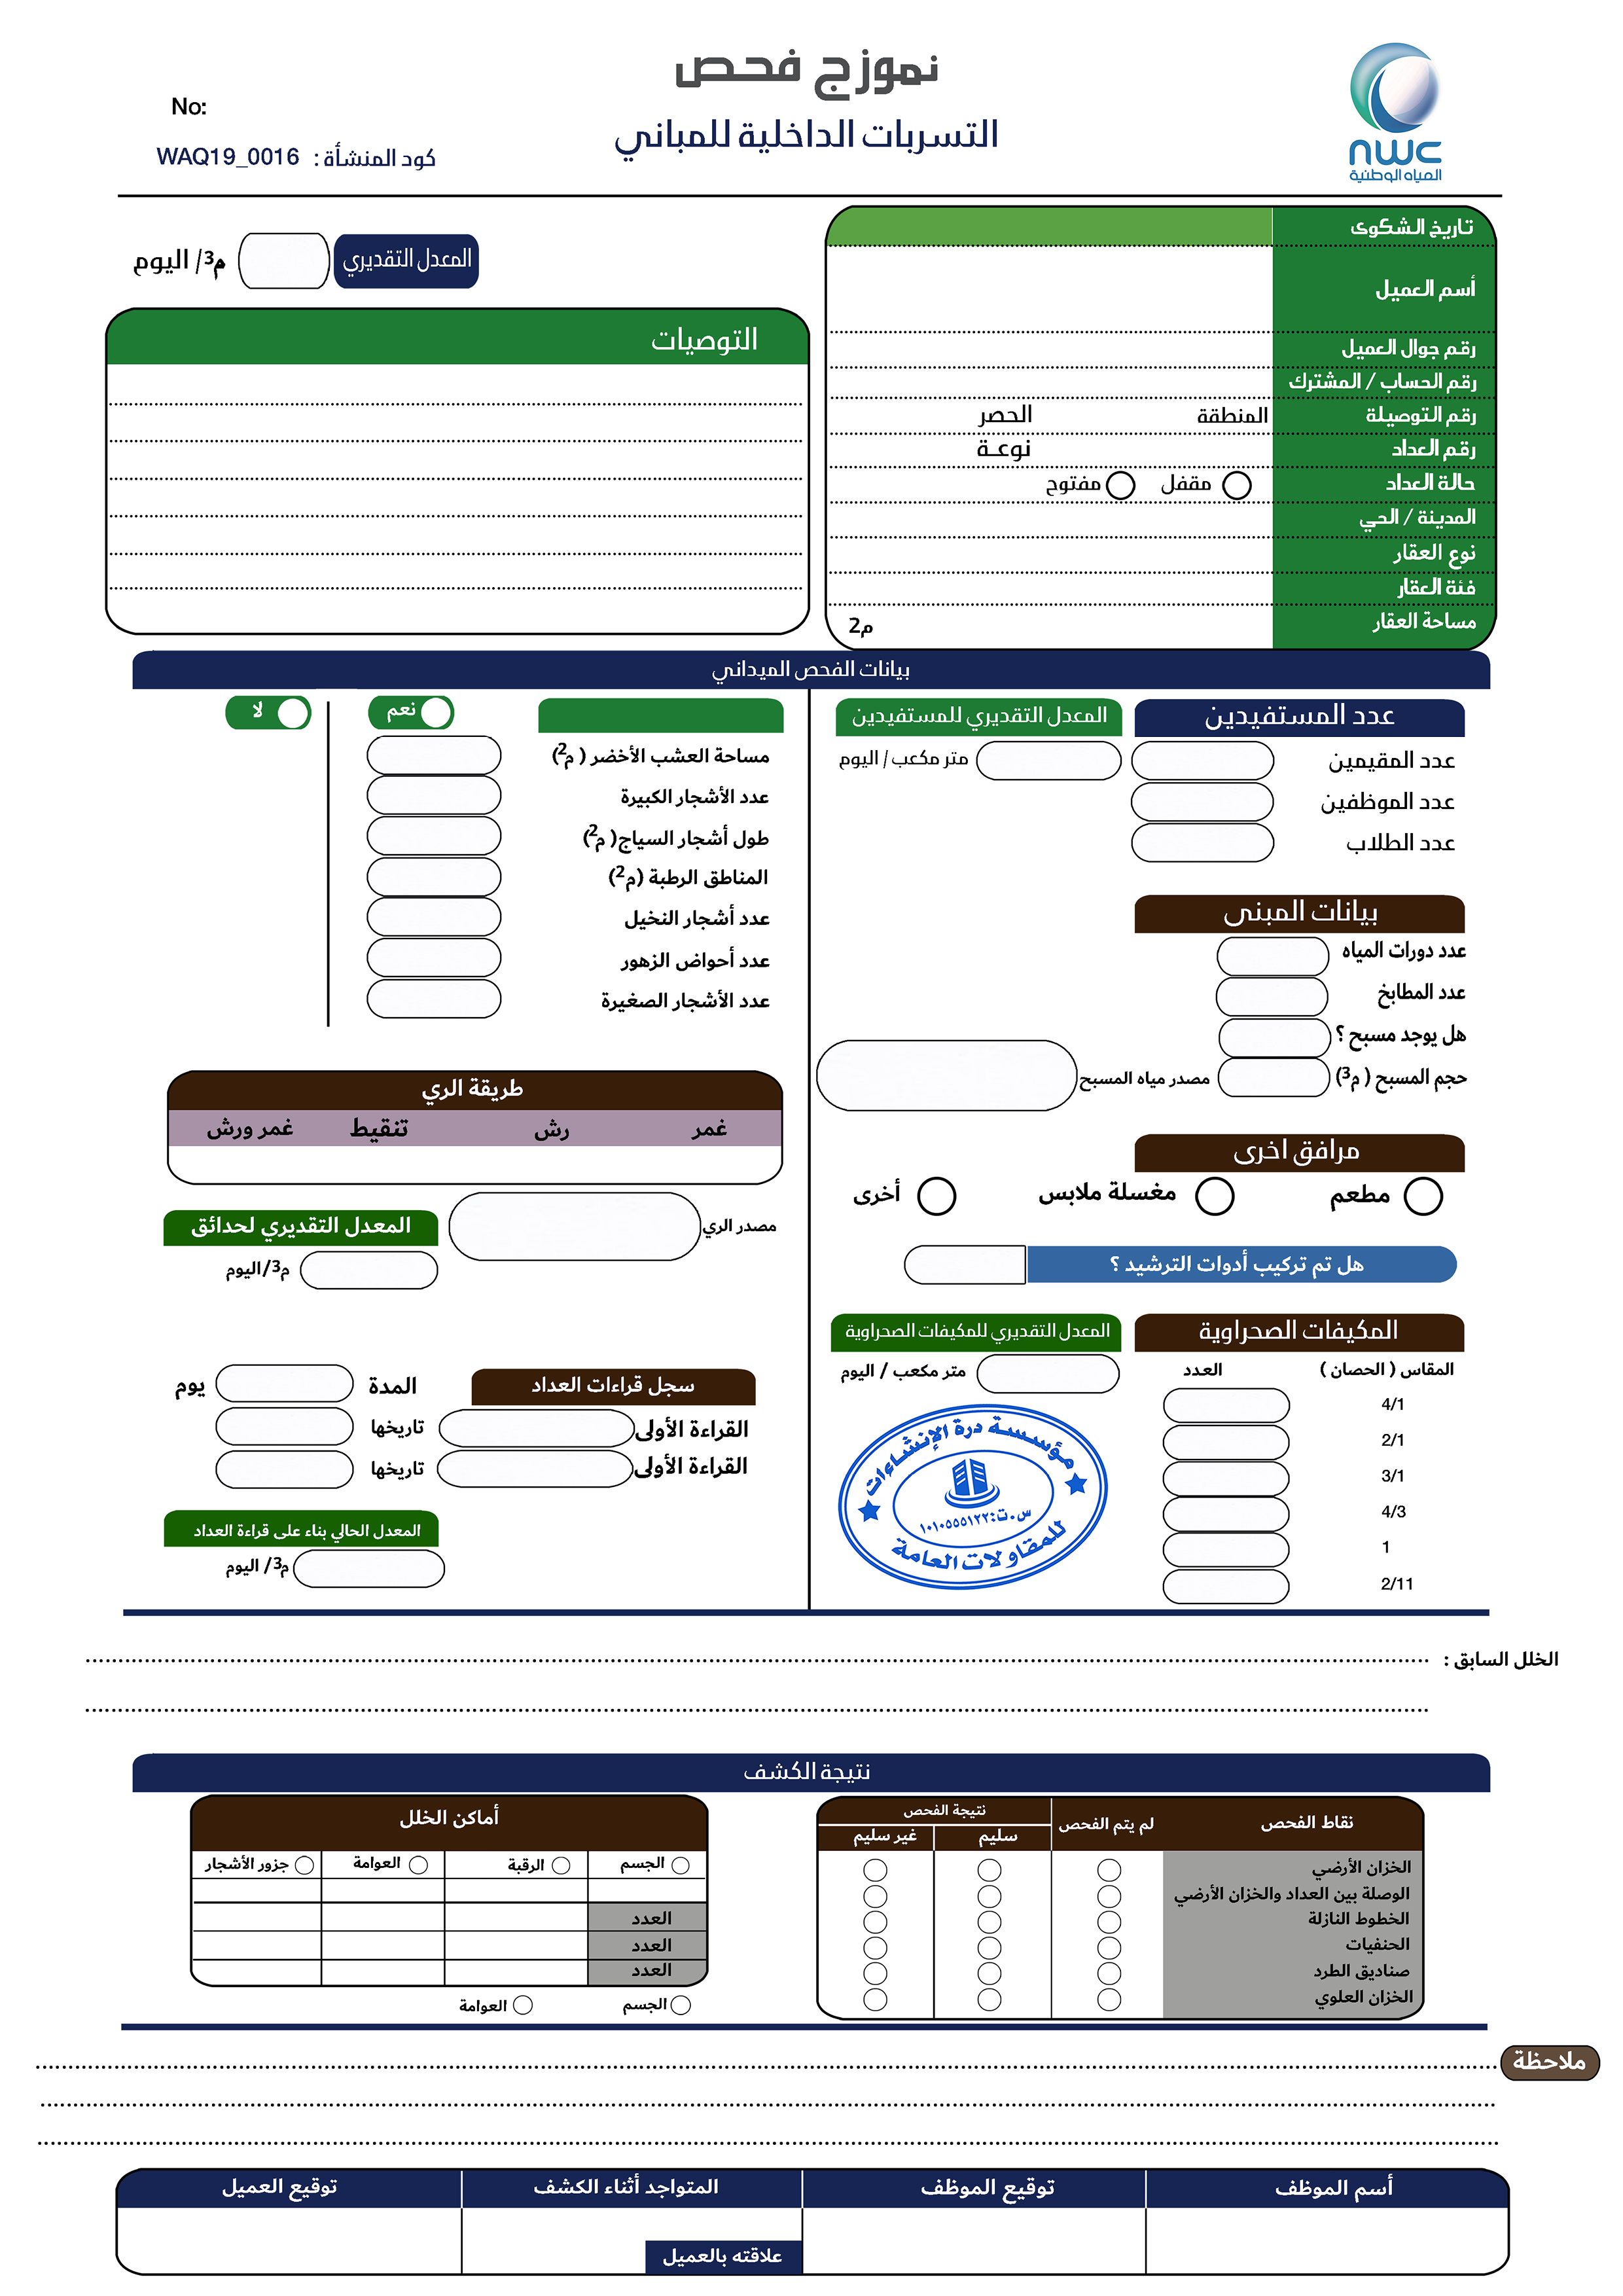 نموزج فحص
التسربات الداخلية للمباني
nwc
المياه الوطنية
No:
كود المنشأة : WAQ19_0016
تاريخ الشكوى
أسم العميل
رقم جوال العميل
رقم الحساب / المشترك
رقم التوصيلة المنطقة الحصر
رقم العداد نوعـة
حالة العداد مقفل مفتوح
المدينة / الحي
نوع العقار
فئة العقار
مساحة العقار م2
المعدل التقديري م3/ اليوم
التوصيات
بيانات الفحص الميداني
عدد المستفيدين المعدل التقديري للمستفيدين
عدد المقيمين متر مكعب / اليوم
عدد الموظفين
عدد الطلاب
بيانات المبنى
عدد دورات المياه
عدد المطابخ
هل يوجد مسبح ؟
حجم المسبح ( م3) مصدر مياه المسبح
مرافق اخرى
مطعم مغسلة ملابس أخرى
هل تم تركيب أدوات الترشيد ؟
المكيفات الصحراوية المعدل التقديري للمكيفات الصحراوية
المقاس ( الحصان ) العدد متر مكعب / اليوم
4/1
2/1
3/1
4/3
1
2/11
مؤسسة درة الإنشاءات
س.ت:١٠١٠٥٥٥١٢٢
للمقاولات العامة
نعم لا
مساحة العشب الأخضر ( م2)
عدد الأشجار الكبيرة
طول أشجار السياج( م2)
المناطق الرطبة (م2)
عدد أشجار النخيل
عدد أحواض الزهور
عدد الأشجار الصغيرة
طريقة الري
غمر رش تنقيط غمر ورش
مصدر الري المعدل التقديري لحدائق
م3/اليوم
سجل قراءات العداد المدة يوم
القراءة الأولى تاريخها
القراءة الأولى تاريخها
المعدل الحالي بناء على قراءة العداد
م3/ اليوم
الخلل السابق :
نتيجة الكشف
نقاط الفحص لم يتم الفحص نتيجة الفحص
سليم غير سليم
الخزان الأرضي
الوصلة بين العداد والخزان الأرضي
الخطوط النازلة
الحنفيات
صناديق الطرد
الخزان العلوي
أماكن الخلل
الجسم الرقبة العوامة جزور الأشجار
العدد
العدد
العدد
الجسم العوامة
ملاحظة
أسم الموظف توقيع الموظف المتواجد أثناء الكشف توقيع العميل
علاقته بالعميل